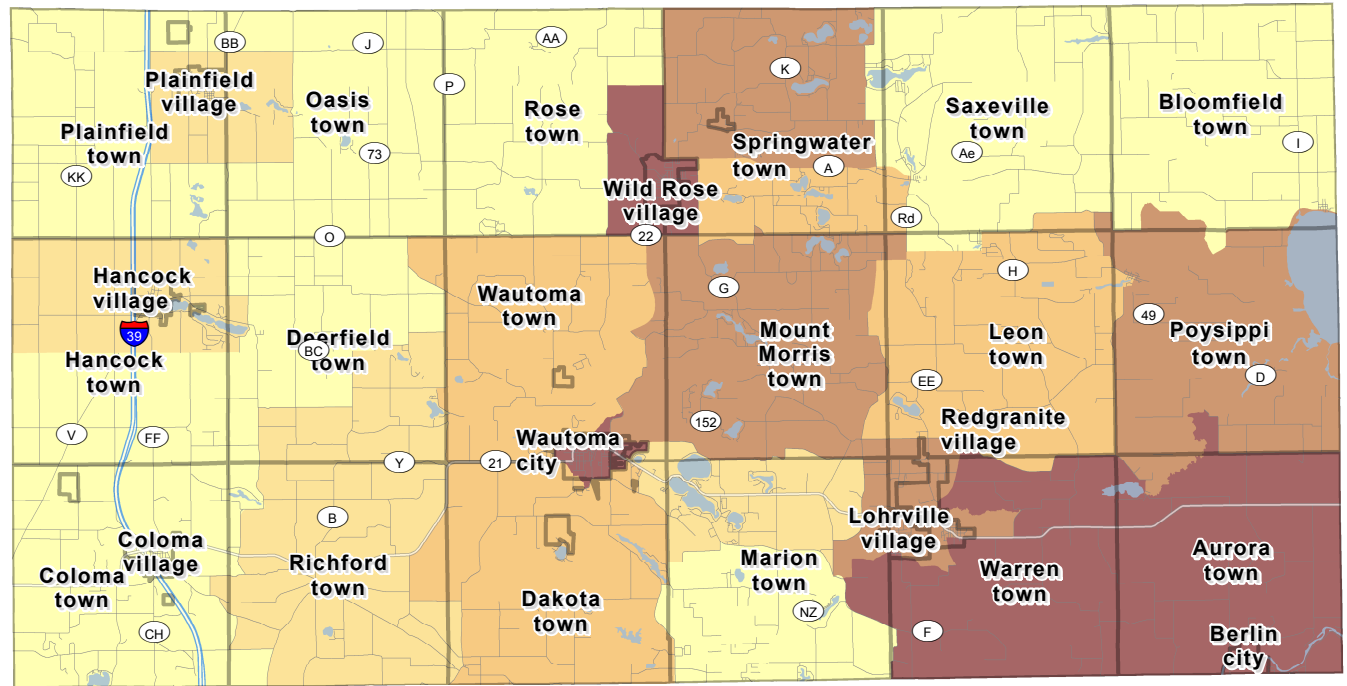 BB
J
AA
K
Plainfield
village
P
Oasis
town
Rose
town
Saxeville
town
Bloomfield
town
Plainfield
town
Springwater
town
I
KK
73
A
Ae
Wild Rose
village
Rd
O
22
Hancock
village
Wautoma
town
G
H
39
Deerfield
town
BC
Mount
Morris
town
Leon
town
49
Poysippi
town
Hancock
town
EE
D
V
FF
152
Redgranite
village
Wautoma
city
Y
21
B
Lohrville
village
Coloma
village
Richford
town
Marion
town
Warren
town
Aurora
town
Coloma
town
Dakota
town
NZ
CH
F
Berlin
city